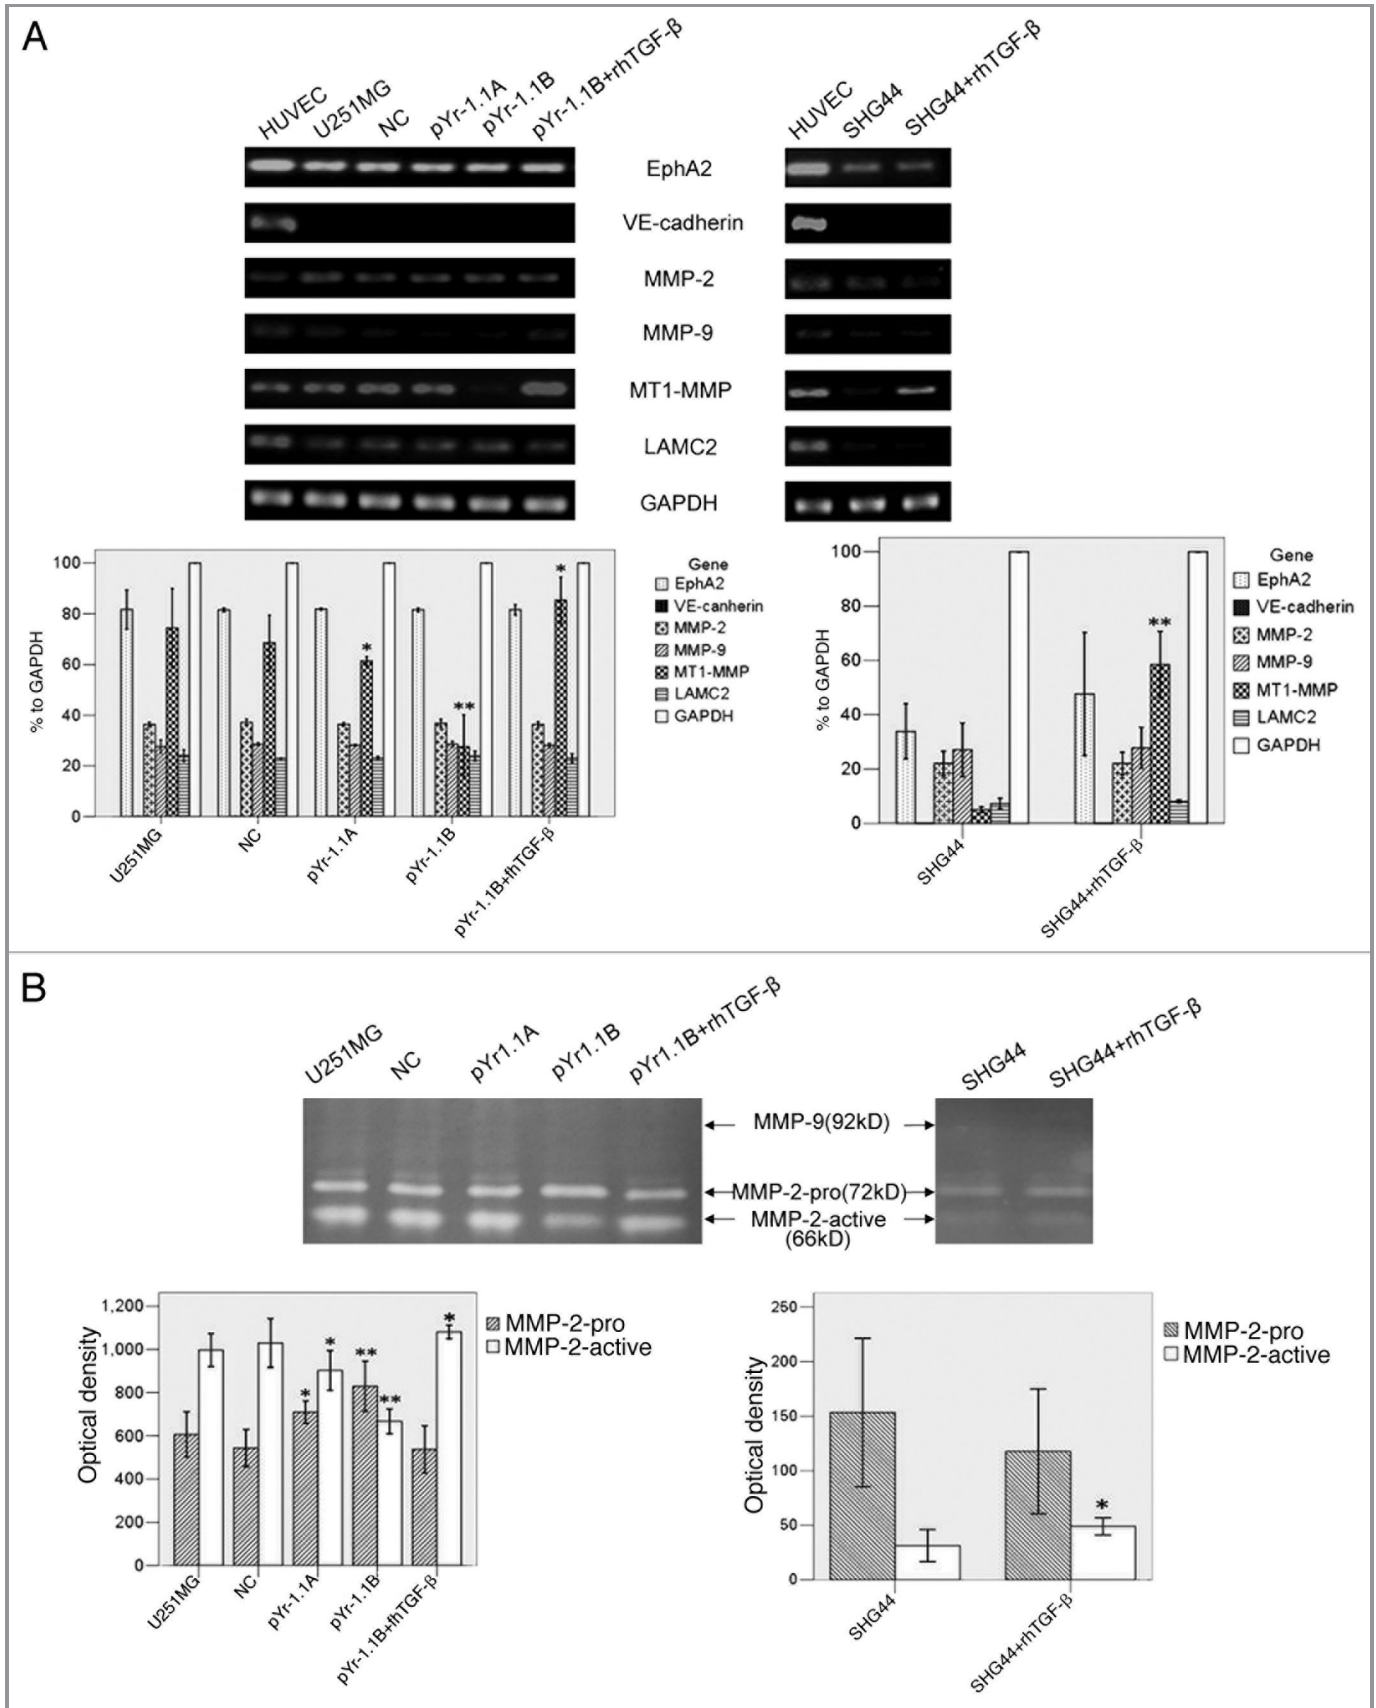 A
HUVEC
U251MG
NC
pYr-1.1A
pYr-1.1B
pYr-1.1B+rhTGF-β
HUVEC
SHG44
SHG44+rhTGF-β
EphA2
VE-cadherin
MMP-2
MMP-9
MT1-MMP
LAMC2
GAPDH
% to GAPDH
100
80
60
40
20
0
*
**
*
U251MG
NC
pYr-1.1A
pYr-1.1B
pYr-1.1B+fhTGF-β
Gene
EphA2
VE-canherin
MMP-2
MMP-9
MT1-MMP
LAMC2
GAPDH
% to GAPDH
100
80
60
40
20
0
**
SHG44
SHG44+rhTGF-β
Gene
EphA2
VE-cadherin
MMP-2
MMP-9
MT1-MMP
LAMC2
GAPDH
B
U251MG
NC
pYr1.1A
pYr1.1B
pYr1.1B+rhTGF-β
SHG44
SHG44+rhTGF-β
MMP-9(92kD)
MMP-2-pro(72kD)
MMP-2-active
(66kD)
Optical density
1,200
1,000
800
600
400
200
0
*
*
**
**
*
U251MG
NC
pYr-1.1A
pYr-1.1B
pYr-1.1B+fhTGF-β
MMP-2-pro
MMP-2-active
Optical density
250
200
150
100
50
0
*
SHG44
SHG44+rhTGF-β
MMP-2-pro
MMP-2-active